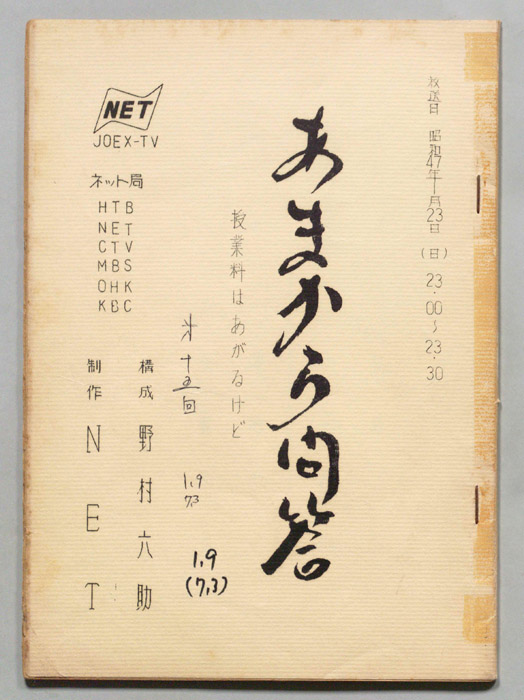 放送日 昭和47年1月23日(日)23.00〜23.30
あまから問答
授業料はあがるけど
NET
JOEX-TV
ネット局
HTB
NET
CTV
MBS
OHK
KBC
才十五回
1.9
7.3
1.9
(7.3)
構成 野村六助
制作 NET